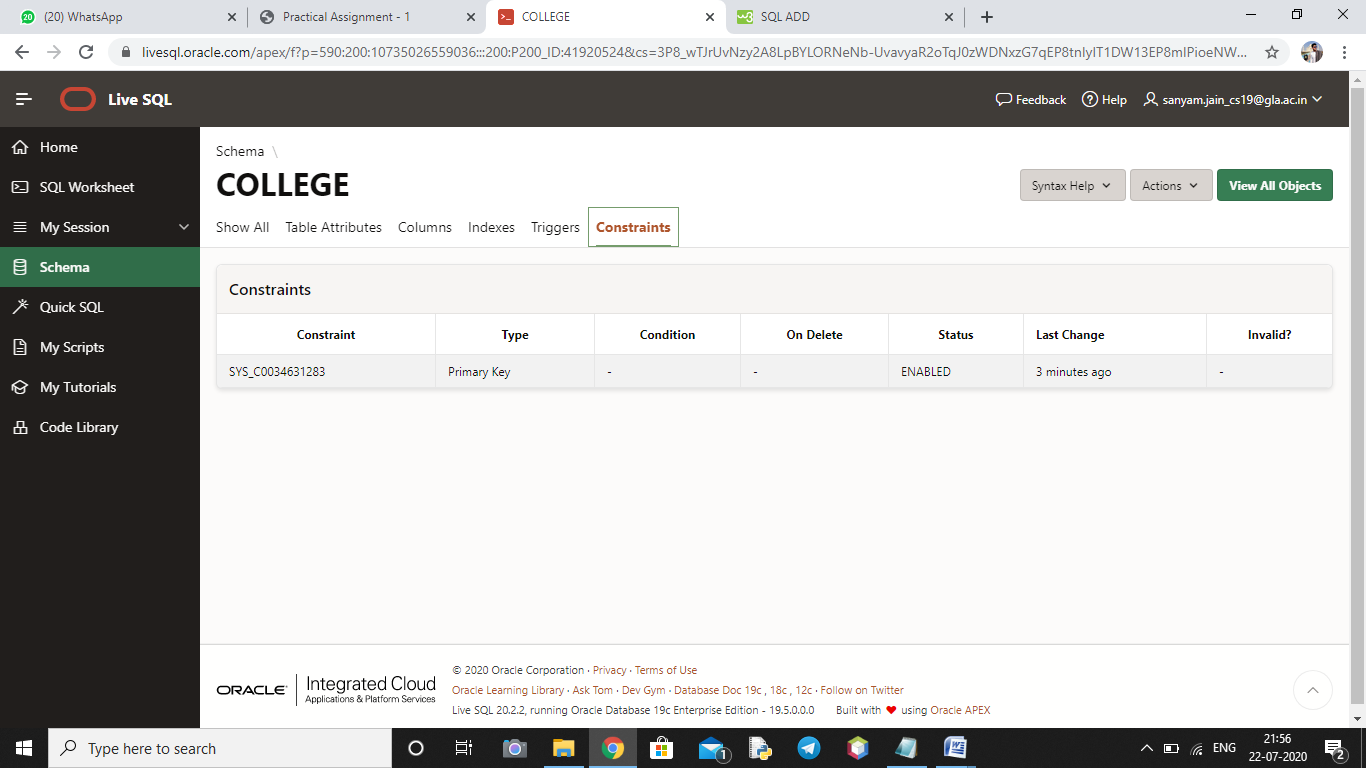 (20) WhatsApp
Practical Assignment - 1
COLLEGE
SQL ADD
livesql.oracle.com/apex/f?p=590:200:10735026559036:::200:P200_ID:41920524&cs=3P8_wTJrUvNzy2A8LpBYLORNeNb-UvavyaR2oTqJ0zWDNxzG7qEP8tnIyIT1DW13EP8mlPioeNW...
Live SQL
Feedback
Help
sanyam.jain_cs19@gla.ac.in
Home
SQL Worksheet
My Session
Schema
Quick SQL
My Scripts
My Tutorials
Code Library
Schema \
COLLEGE
Syntax Help
Actions
View All Objects
Show All Table Attributes Columns Indexes Triggers Constraints
Constraints
Constraint Type Condition On Delete Status Last Change Invalid?
SYS_C0034631283 Primary Key - - ENABLED 3 minutes ago -
ORACLE Integrated Cloud
Applications & Platform Services
© 2020 Oracle Corporation · Privacy · Terms of Use
Oracle Learning Library · Ask Tom · Dev Gym · Database Doc 19c , 18c , 12c · Follow on Twitter
Live SQL 20.2.2, running Oracle Database 19c Enterprise Edition - 19.5.0.0.0 Built with ♥ using Oracle APEX
Type here to search
1
ENG
21:56
22-07-2020
2